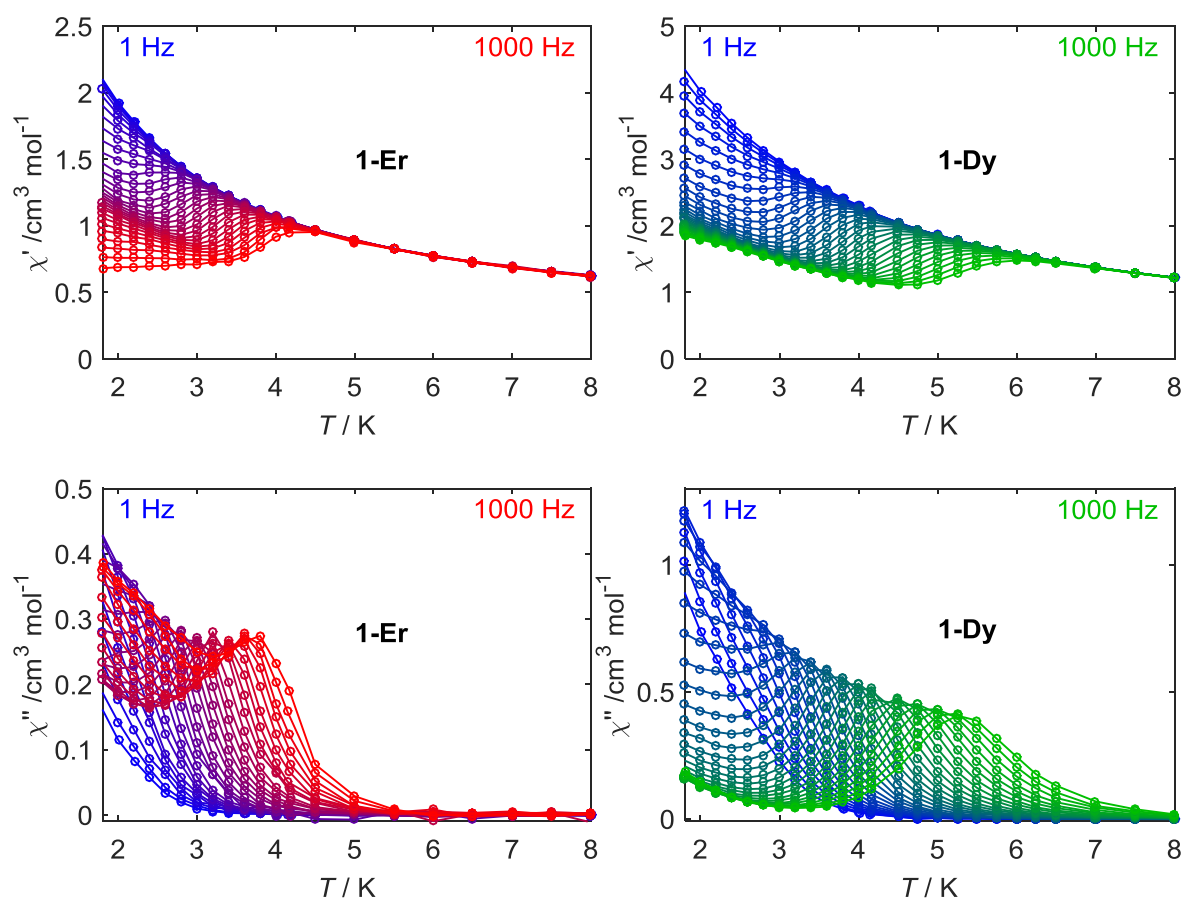 2.5
2
1.5
1
0.5
0
χ' /cm³ mol⁻¹
1 Hz
1000 Hz
1-Er
2 3 4 5 6 7 8
T / K
5
4
3
2
1
0
χ' /cm³ mol⁻¹
1 Hz
1000 Hz
1-Dy
2 3 4 5 6 7 8
T / K
0.5
0.4
0.3
0.2
0.1
0
χ'' /cm³ mol⁻¹
1 Hz
1000 Hz
1-Er
2 3 4 5 6 7 8
T / K
1
0.5
0
χ'' /cm³ mol⁻¹
1 Hz
1000 Hz
1-Dy
2 3 4 5 6 7 8
T / K